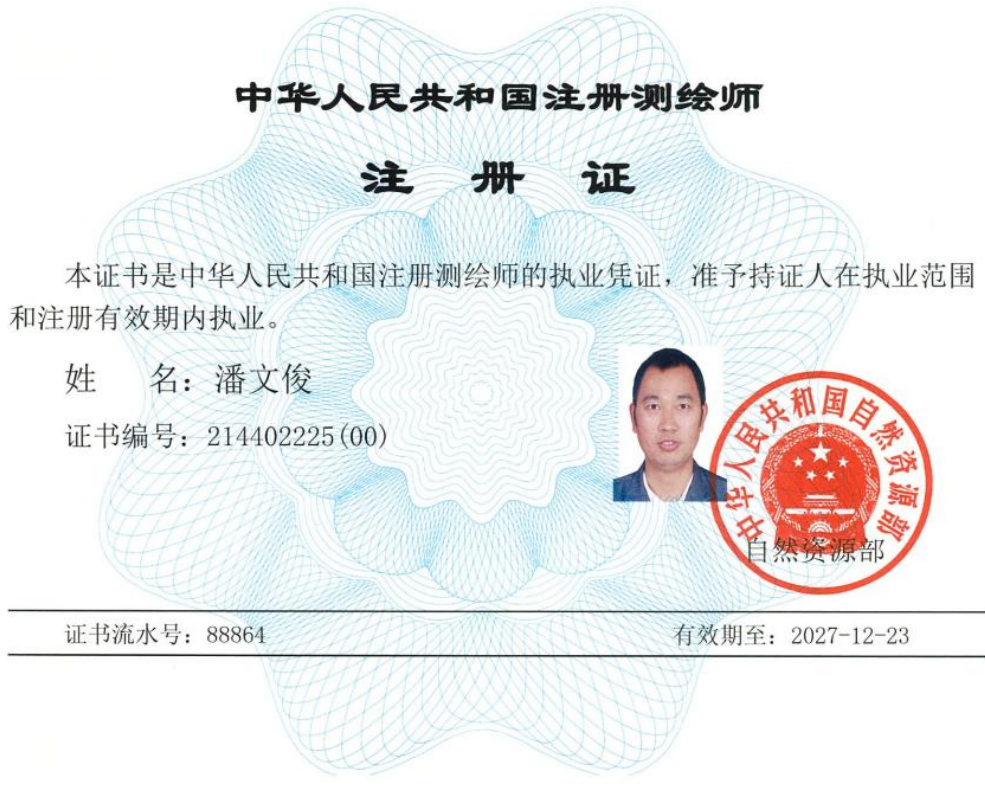 中华人民共和国注册测绘师
注 册 证
本证书是中华人民共和国注册测绘师的执业凭证，准予持证人在执业范围
和注册有效期内执业。
姓 名：潘文俊
证书编号：214402225(00)
中华人民共和国自然资源部
自然资源部
证书流水号：88864
有效期至：2027-12-23